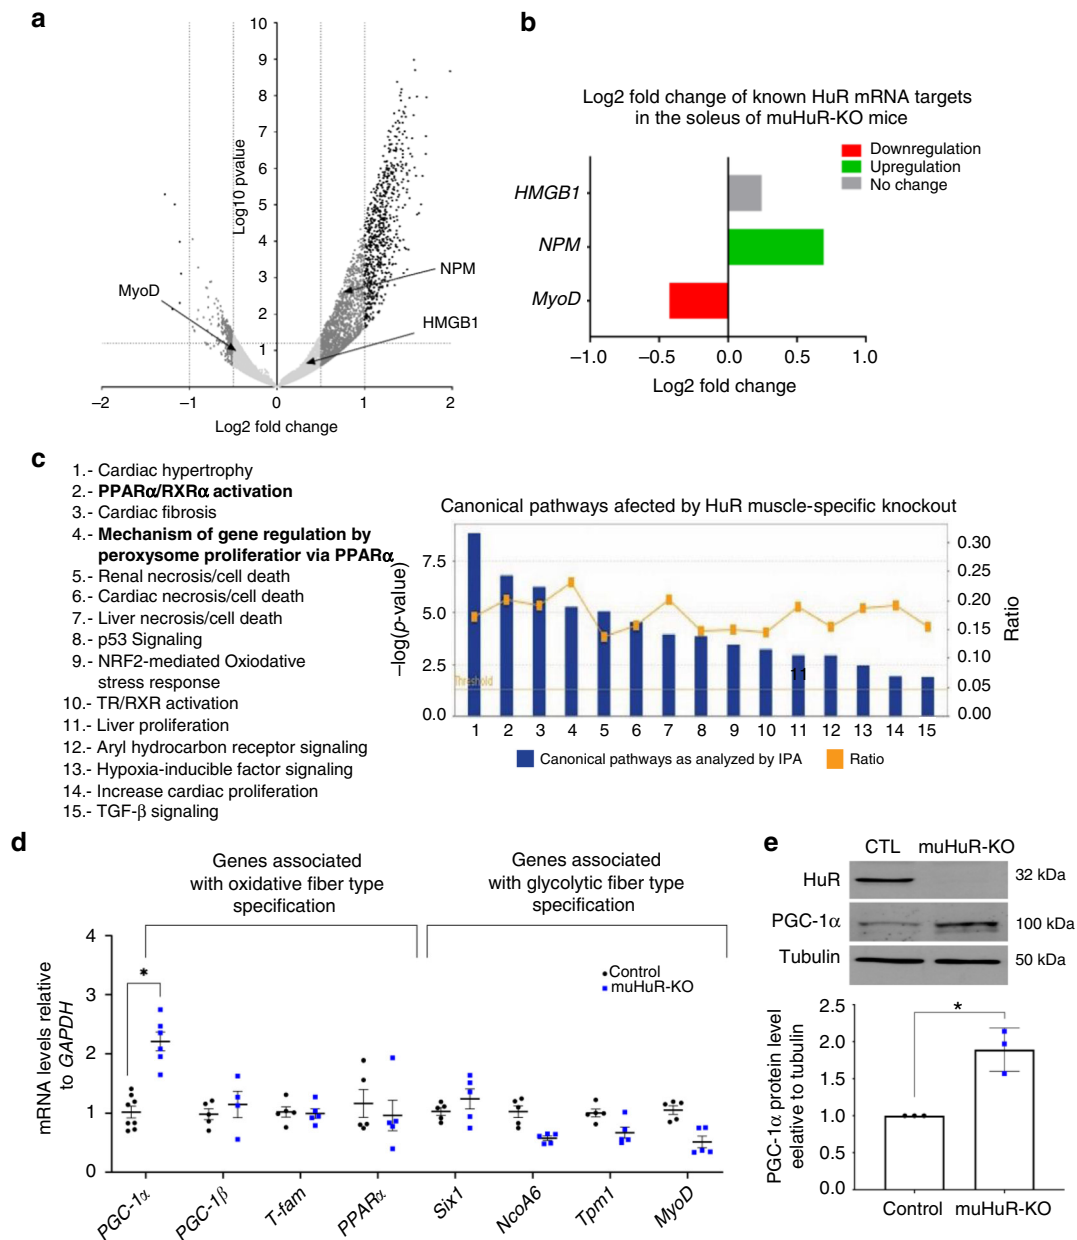 a
10
9
8
7
6
5
4
3
2
1
Log10 pvalue
NPM
MyoD
HMGB1
–2
–1
0
1
2
Log2 fold change
b
Log2 fold change of known HuR mRNA targets
in the soleus of muHuR-KO mice
Downregulation
Upregulation
No change
HMGB1
NPM
MyoD
–1.0
–0.5
0.0
0.5
1.0
Log2 fold change
c
1.- Cardiac hypertrophy
2.- PPARα/RXRα activation
3.- Cardiac fibrosis
4.- Mechanism of gene regulation by
peroxysome proliferatior via PPARα
5.- Renal necrosis/cell death
6.- Cardiac necrosis/cell death
7.- Liver necrosis/cell death
8.- p53 Signaling
9.- NRF2-mediated Oxiodative
stress response
10.- TR/RXR activation
11.- Liver proliferation
12.- Aryl hydrocarbon receptor signaling
13.- Hypoxia-inducible factor signaling
14.- Increase cardiac proliferation
15.- TGF-β signaling
Canonical pathways affected by HuR muscle-specific knockout
–log(p-value)
7.5
5.0
2.5
0.0
Threshold
11
0.30
0.25
0.20
0.15
0.10
0.05
0.00
Ratio
1 2 3 4 5 6 7 8 9 10 11 12 13 14 15
Canonical pathways as analyzed by IPA
Ratio
d
Genes associated
with oxidative fiber type
specification
Genes associated
with glycolytic fiber type
specification
mRNA levels relative
to GAPDH
4
3
2
1
0
*
Control
muHuR-KO
PGC-1α
PGC-1β
T-fam
PPARα
Six1
NcoA6
Tpm1
MyoD
e
CTL muHuR-KO
HuR
32 kDa
PGC-1α
100 kDa
Tubulin
50 kDa
PGC-1α protein level
eelative to tubulin
2.5
2.0
1.5
1.0
0.5
0.0
*
Control muHuR-KO